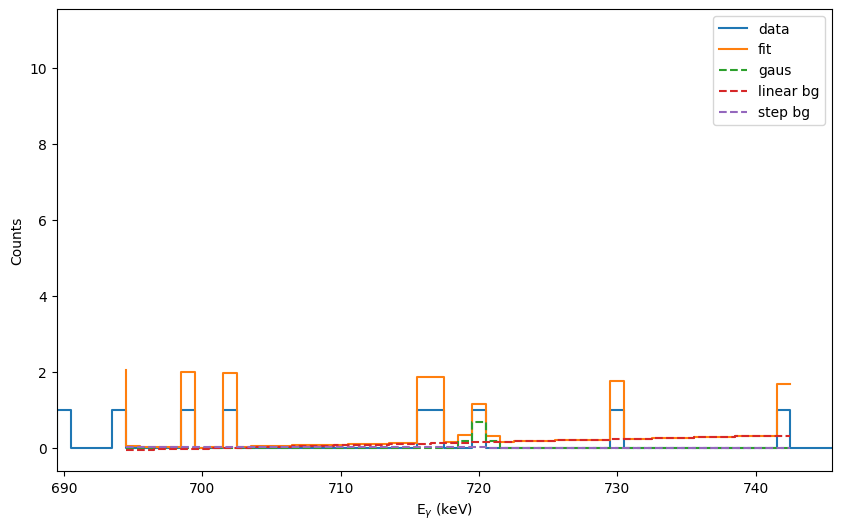 data
fit
gaus
linear bg
step bg
10
8
6
4
2
0
Counts
690 700 710 720 730 740
E$_γ$ (keV)